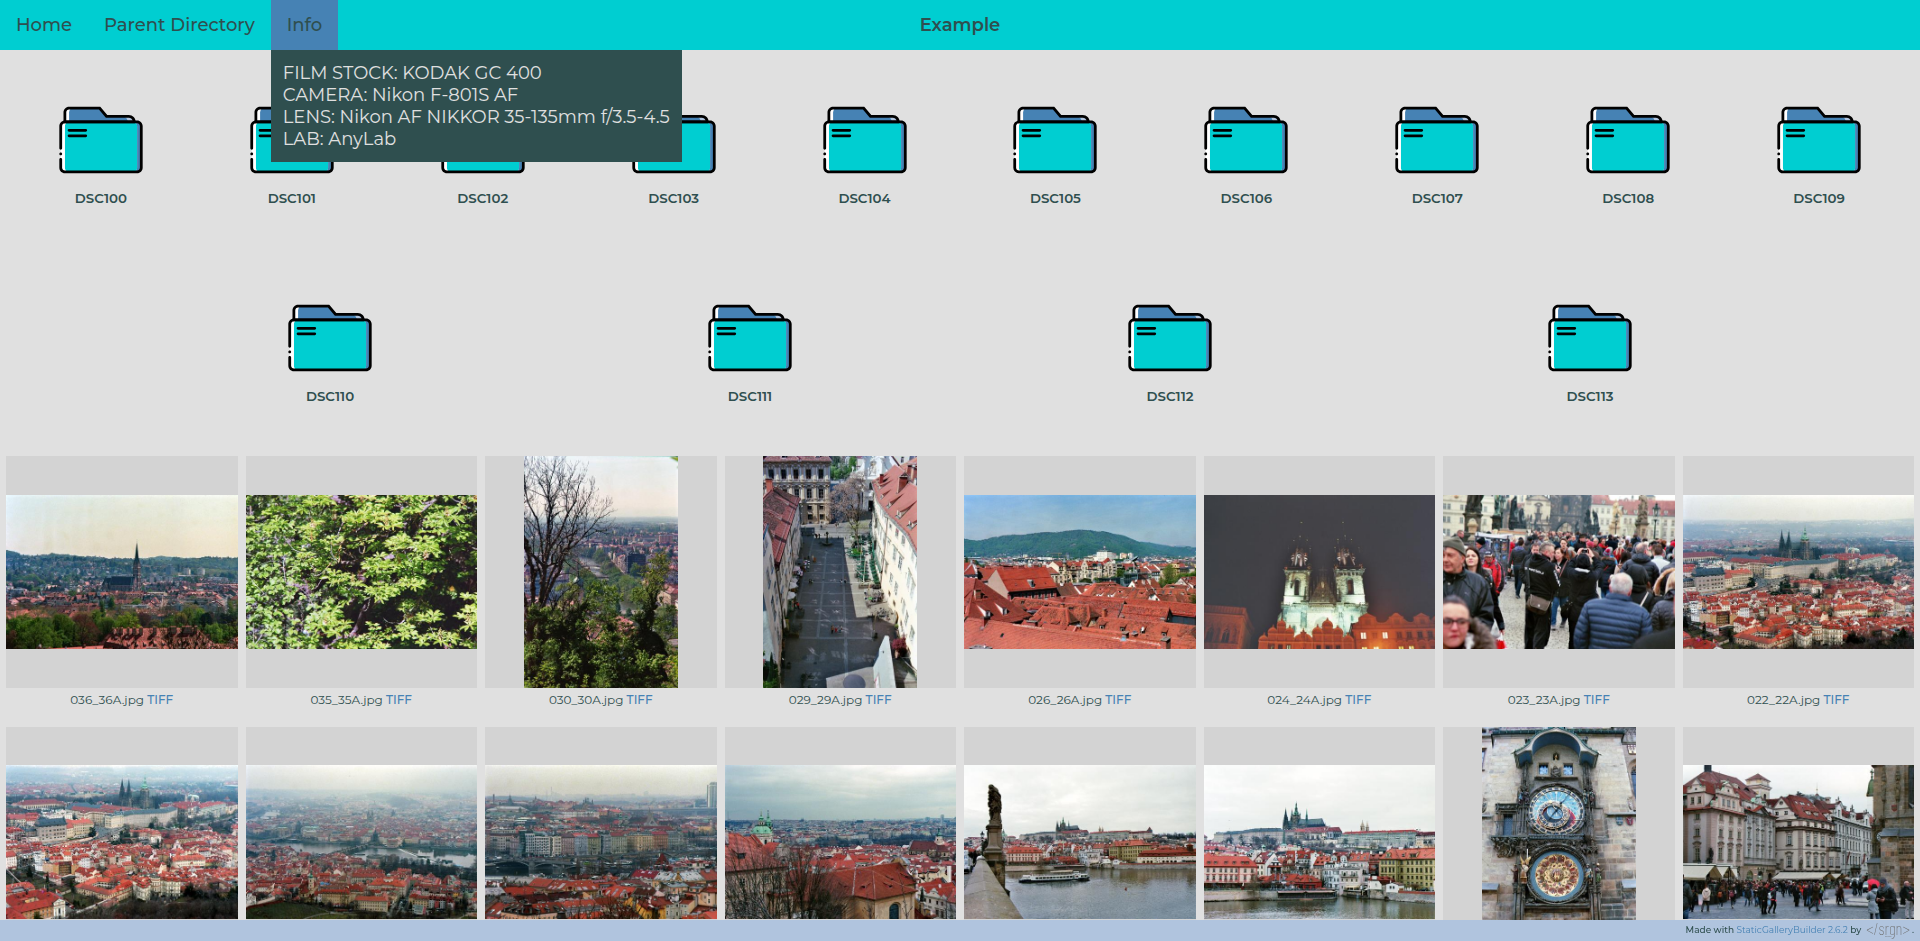 Home Parent Directory Info Example
FILM STOCK: KODAK GC 400
CAMERA: Nikon F-801S AF
LENS: Nikon AF NIKKOR 35-135mm f/3.5-4.5
LAB: AnyLab
DSC100 DSC101 DSC102 DSC103 DSC104 DSC105 DSC106 DSC107 DSC108 DSC109
DSC110 DSC111 DSC112 DSC113
036_36A.jpg TIFF 035_35A.jpg TIFF 030_30A.jpg TIFF 029_29A.jpg TIFF 026_26A.jpg TIFF 024_24A.jpg TIFF 023_23A.jpg TIFF 022_22A.jpg TIFF
Made with StaticGalleryBuilder 2.6.2 by </srgn>.